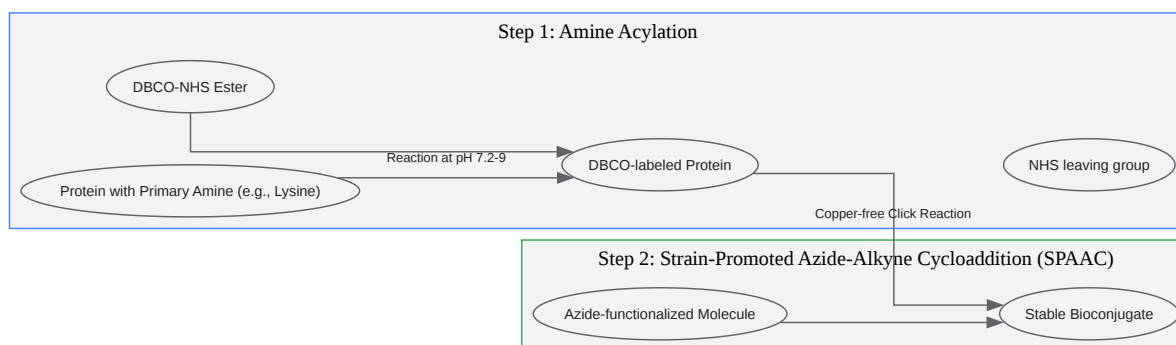 Step 1: Amine Acylation
DBCO-NHS Ester
Reaction at pH 7.2-9
DBCO-labeled Protein
NHS leaving group
Protein with Primary Amine (e.g., Lysine)
Copper-free Click Reaction
Step 2: Strain-Promoted Azide-Alkyne Cycloaddition (SPAAC)
Azide-functionalized Molecule
Stable Bioconjugate